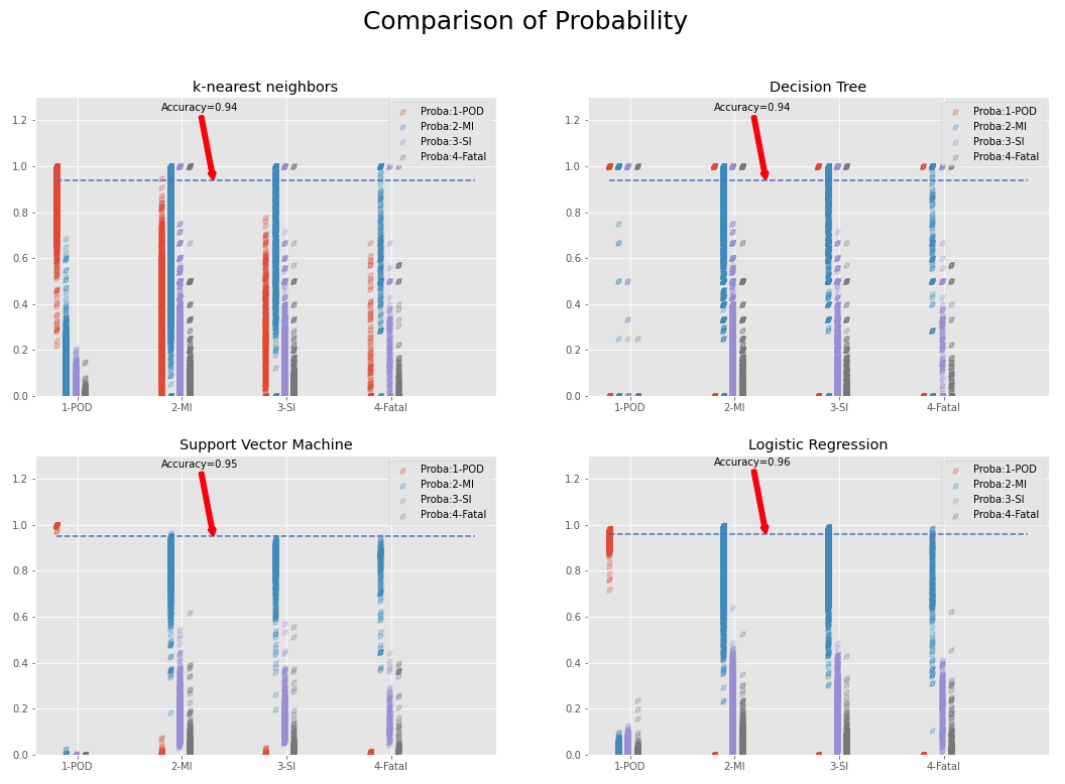 Comparison of Probability
k-nearest neighbors
Accuracy=0.94
Proba:1-POD
Proba:2-MI
Proba:3-SI
Proba:4-Fatal
1.2
1.0
0.8
0.6
0.4
0.2
0.0
1-POD 2-MI 3-SI 4-Fatal
Decision Tree
Accuracy=0.94
Proba:1-POD
Proba:2-MI
Proba:3-SI
Proba:4-Fatal
1.2
1.0
0.8
0.6
0.4
0.2
0.0
1-POD 2-MI 3-SI 4-Fatal
Support Vector Machine
Accuracy=0.95
Proba:1-POD
Proba:2-MI
Proba:3-SI
Proba:4-Fatal
1.2
1.0
0.8
0.6
0.4
0.2
0.0
1-POD 2-MI 3-SI 4-Fatal
Logistic Regression
Accuracy=0.96
Proba:1-POD
Proba:2-MI
Proba:3-SI
Proba:4-Fatal
1.2
1.0
0.8
0.6
0.4
0.2
0.0
1-POD 2-MI 3-SI 4-Fatal